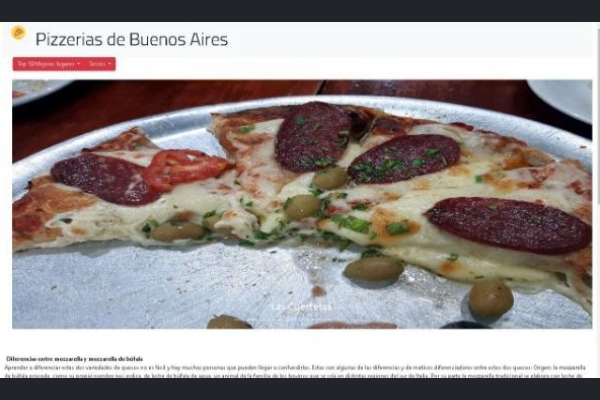 Pizzerias de Buenos Aires
Top 10 Mejores lugares
Las Cuartetas
Diferencias entre mozzarella y mozzarella de búfala
Aprender a diferenciar estas dos variedades de quesos no es fácil y hay muchas personas que pueden llegar a confundirlas. Estas son algunas de las diferencias y de motivos diferenciadores entre estos dos quesos: Origen: la mozzarella
de búfala procede, como su propio nombre nos indica, de leche de búfala de agua, un animal de la familia de los bovinos que se cría en distintas regiones del sur de Italia. Por su parte la mozzarella tradicional se elabora con leche de